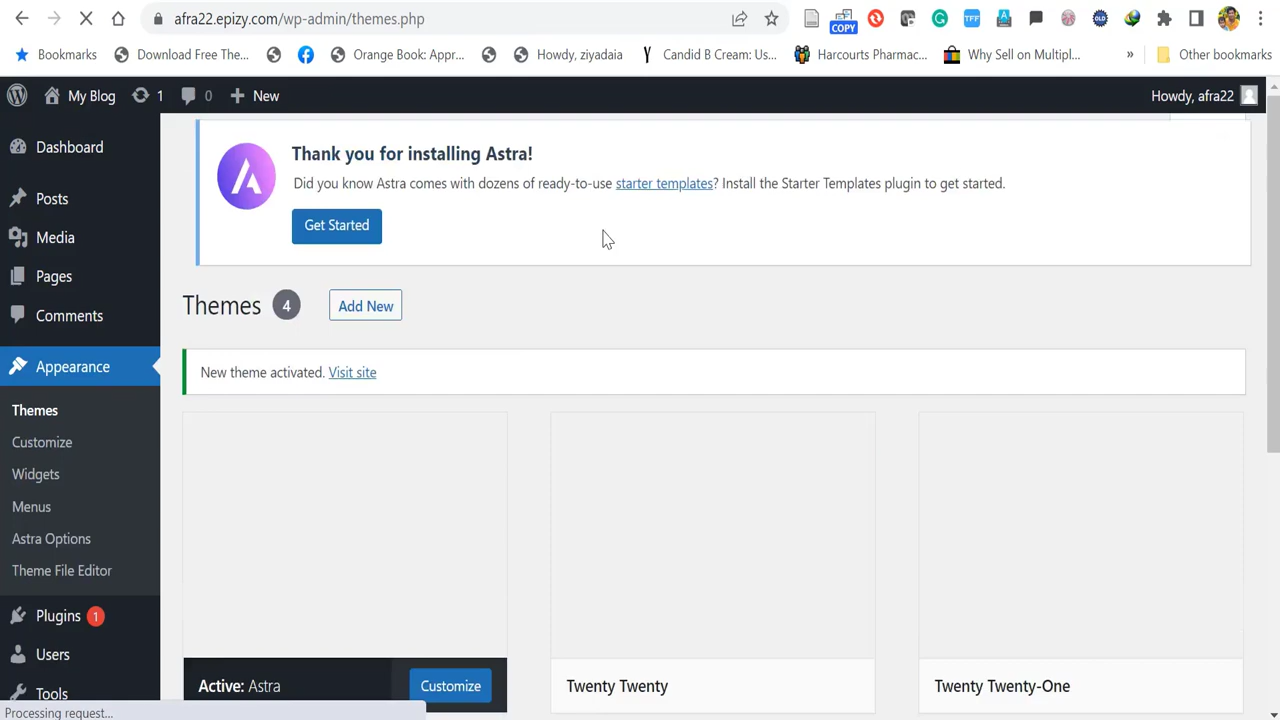 afra22.epizy.com/wp-admin/themes.php
COPY
TFF
A
OLD
Bookmarks
Download Free The...
Orange Book: Appr...
Howdy, ziyadaia
Candid B Cream: Us...
Harcourts Pharmac...
Why Sell on Multipl...
»
Other bookmarks
My Blog
1
0
New
Howdy, afra22
Dashboard
Posts
Media
Pages
Comments
Appearance
Themes
Customize
Widgets
Menus
Astra Options
Theme File Editor
Plugins 1
Users
Tools
Thank you for installing Astra!
Did you know Astra comes with dozens of ready-to-use starter templates? Install the Starter Templates plugin to get started.
Get Started
Themes 4
Add New
New theme activated. Visit site
Active: Astra
Customize
Twenty Twenty
Twenty Twenty-One
Processing request...